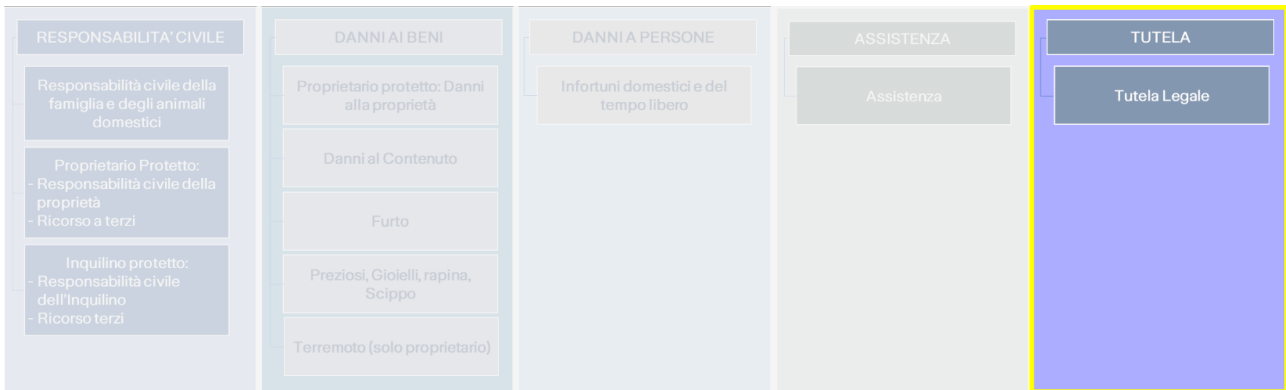 RESPONSABILITA' CIVILE
Responsabilità civile della
famiglia e degli animali
domestici
Proprietario Protetto:
- Responsabilità civile della
proprietà
- Ricorso a terzi
Inquilino protetto:
- Responsabilità civile
dell'Inquilino
- Ricorso terzi
DANNI AI BENI
Proprietario protetto: Danni
alla proprietà
Danni al Contenuto
Furto
Preziosi, Gioielli, rapina,
Scippo
Terremoto (solo proprietario)
DANNI A PERSONE
Infortuni domestici e del
tempo libero
ASSISTENZA
Assistenza
TUTELA
Tutela Legale